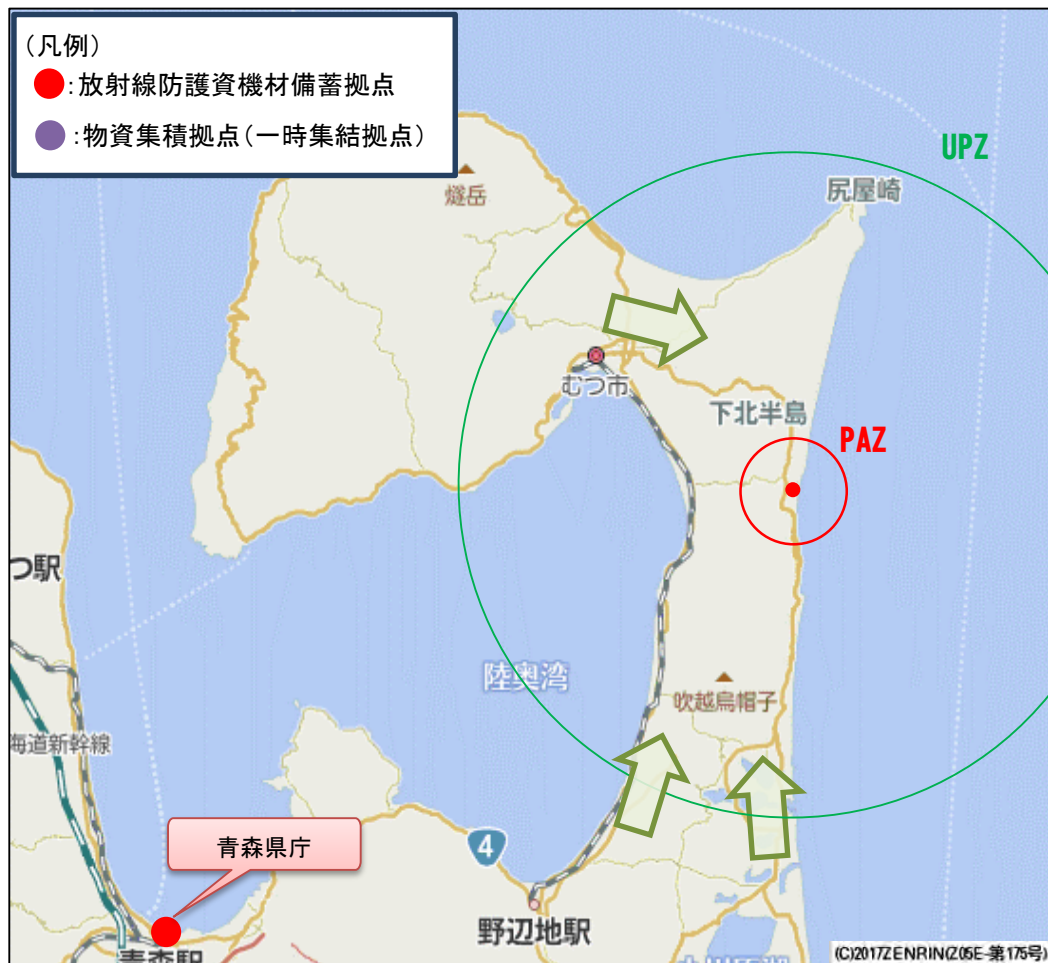 (凡例)
:放射線防護資機材備蓄拠点
:物資集積拠点(一時集結拠点)
UPZ
尻屋崎
燧岳
むつ市
下北半島
PAZ
つ駅
陸奥湾
吹越烏帽子
海道新幹線
青森県庁
4
野辺地駅
青森駅
(C)2017ZENRIN(Z05E-第175号)